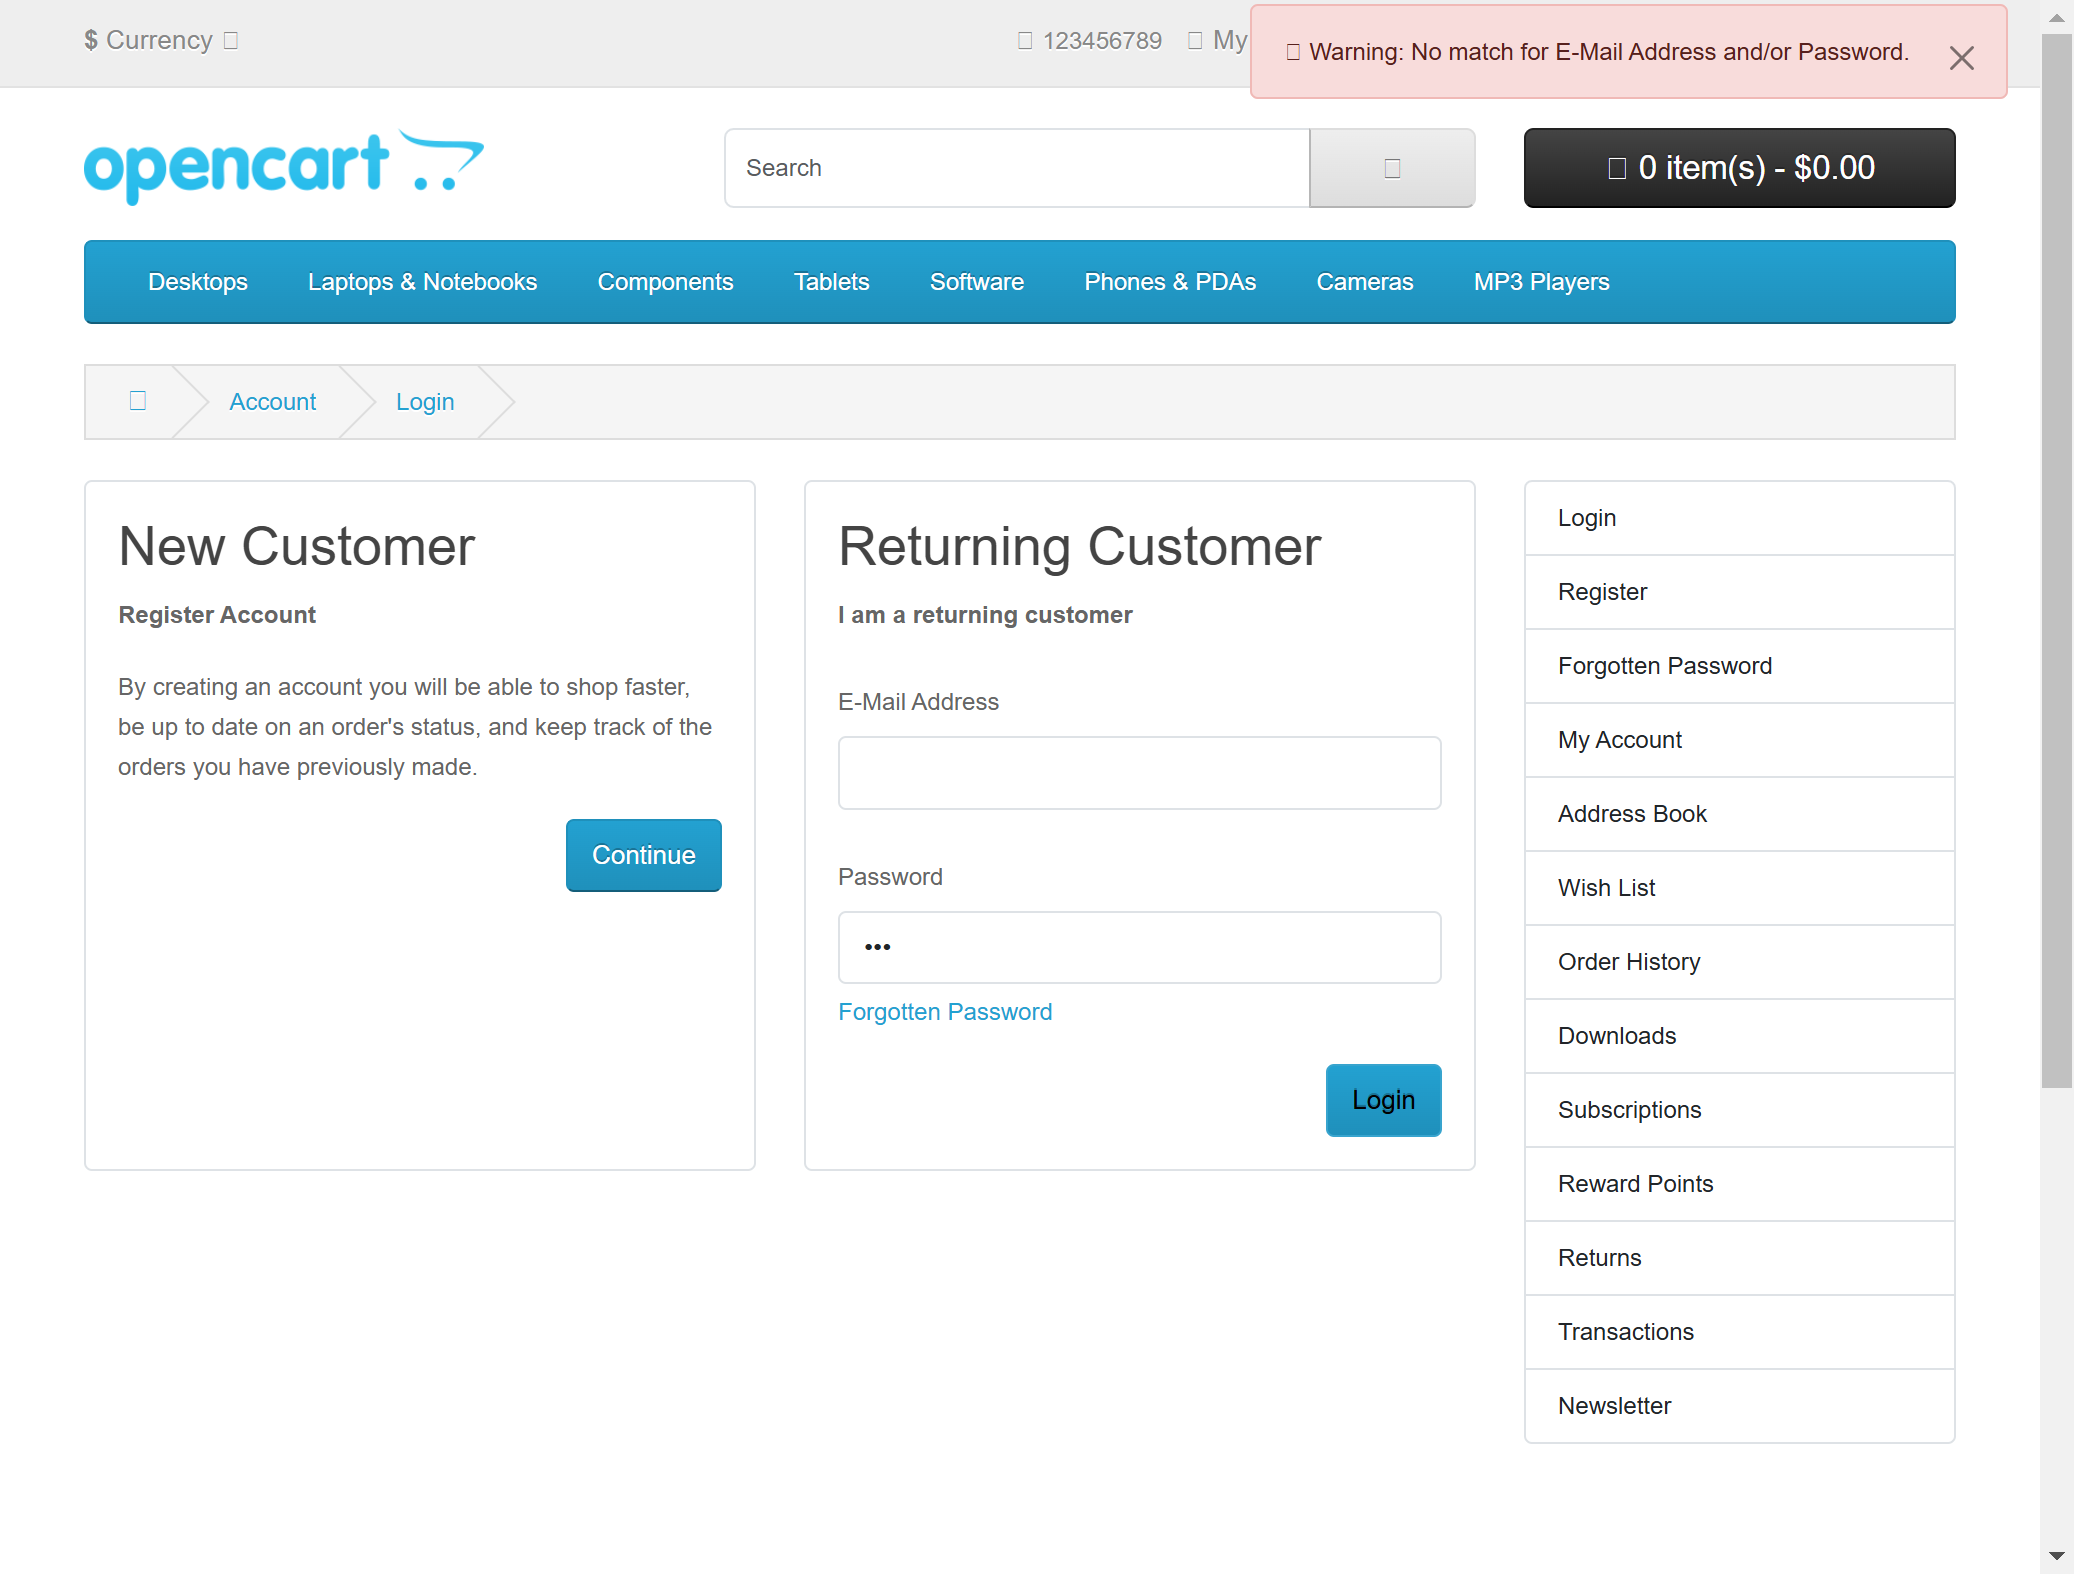 $ Currency
123456789 My
Warning: No match for E-Mail Address and/or Password.
opencart
Search
0 item(s) - $0.00
Desktops Laptops & Notebooks Components Tablets Software Phones & PDAs Cameras MP3 Players
Account Login
New Customer
Register Account
By creating an account you will be able to shop faster,
be up to date on an order's status, and keep track of the
orders you have previously made.
Continue
Returning Customer
I am a returning customer
E-Mail Address
Password
•••
Forgotten Password
Login
Login
Register
Forgotten Password
My Account
Address Book
Wish List
Order History
Downloads
Subscriptions
Reward Points
Returns
Transactions
Newsletter